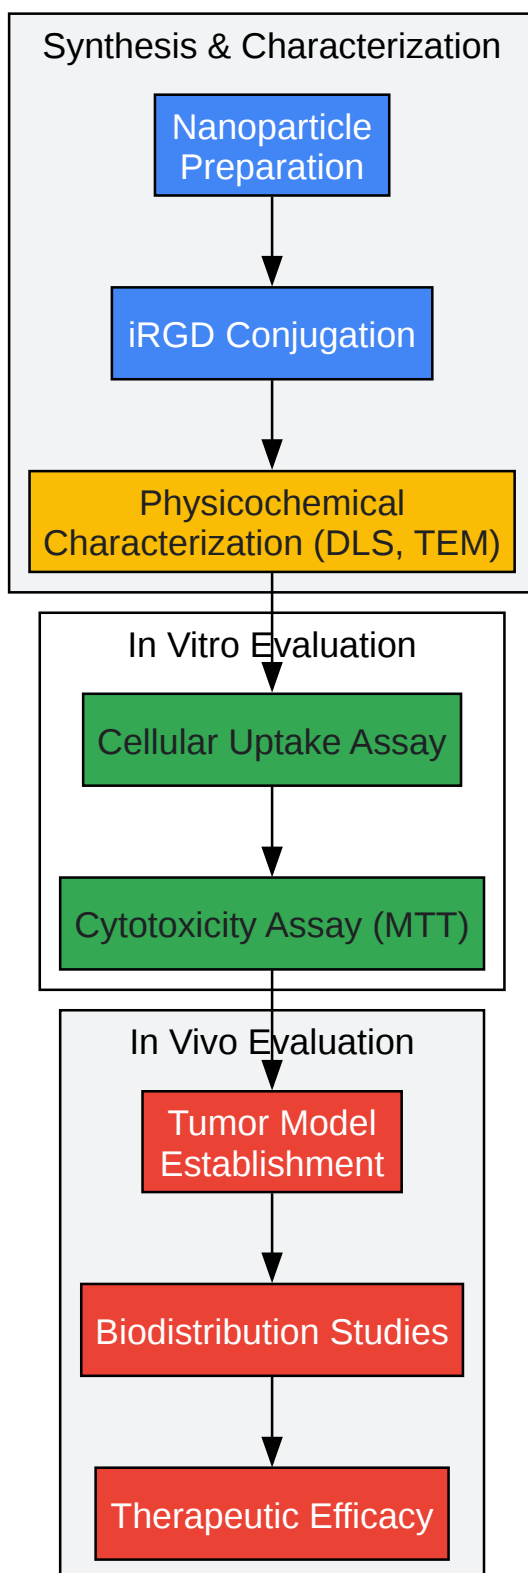 Synthesis & Characterization
Nanoparticle
Preparation
iRGD Conjugation
Physicochemical
Characterization (DLS, TEM)
In Vitro Evaluation
Cellular Uptake Assay
Cytotoxicity Assay (MTT)
In Vivo Evaluation
Tumor Model
Establishment
Biodistribution Studies
Therapeutic Efficacy